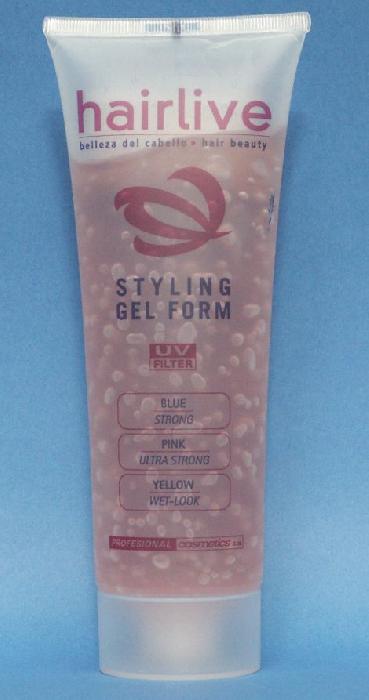 hairlive
belleza del cabello • hair beauty
STYLING
GEL FORM
UV
FILTER
BLUE
STRONG
PINK
ULTRA STRONG
YELLOW
WET-LOOK
PROFESIONAL cosmetics s.a.